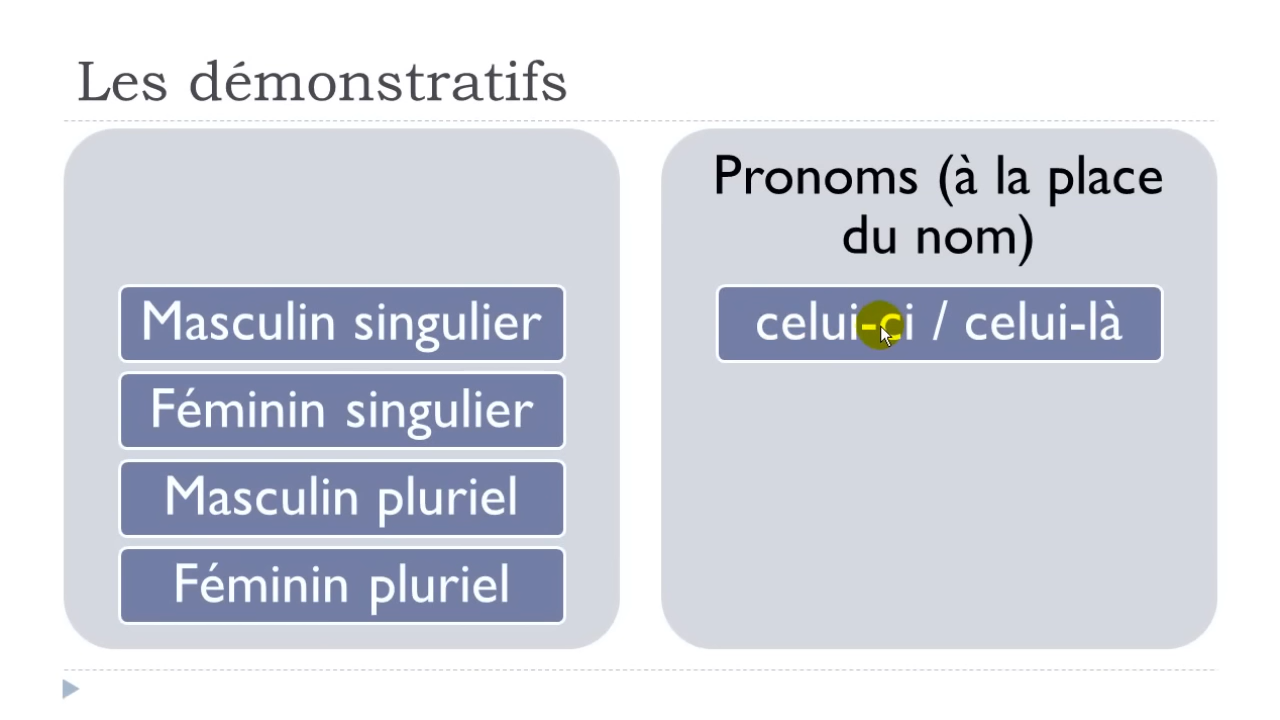 Les démonstratifs
Masculin singulier
Féminin singulier
Masculin pluriel
Féminin pluriel
Pronoms (à la place
du nom)
celui-ci / celui-là